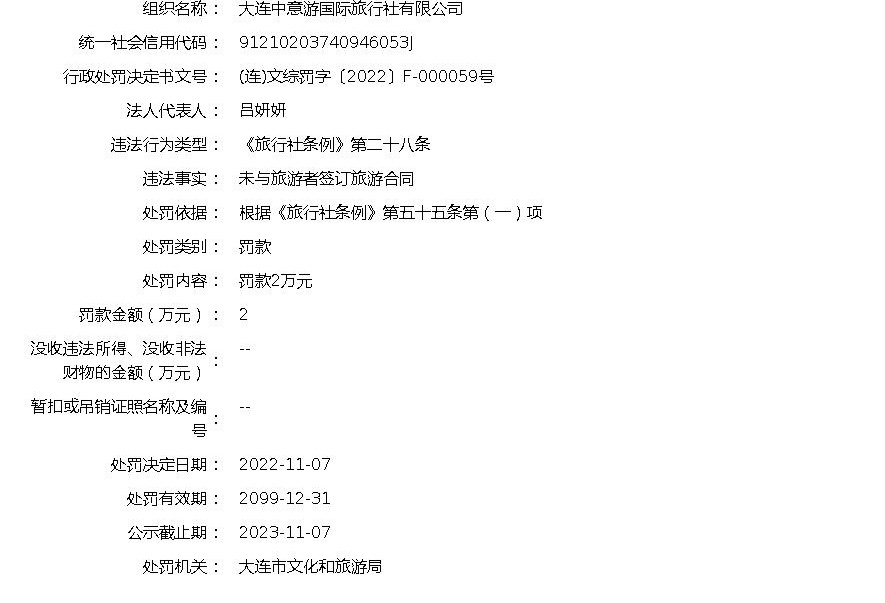 组织名称： 大连中意游国际旅行社有限公司
统一社会信用代码： 91210203740946053J
行政处罚决定书文号： (连)文综罚字〔2022〕F-000059号
法人代表人： 吕妍妍
违法行为类型： 《旅行社条例》第二十八条
违法事实： 未与旅游者签订旅游合同
处罚依据： 根据《旅行社条例》第五十五条第（一）项
处罚类别： 罚款
处罚内容： 罚款2万元
罚款金额（万元）： 2
没收违法所得、没收非法
财物的金额（万元）： --
暂扣或吊销证照名称及编
号： --
处罚决定日期： 2022-11-07
处罚有效期： 2099-12-31
公示截止期： 2023-11-07
处罚机关： 大连市文化和旅游局